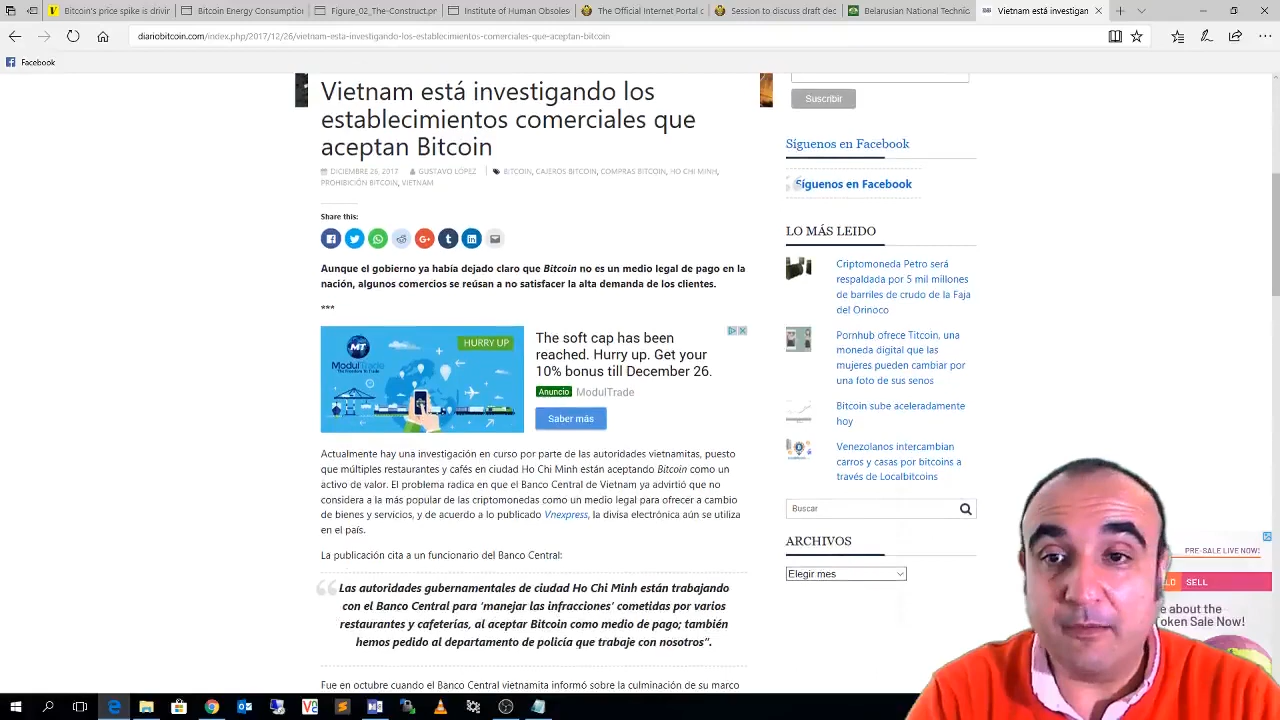 Bitcoin's price spike is drivir
Bitcoin Energy Consumption
Figure_02_The-Construct.pr
Institute of Human Obsoles
The Official Internet Portal c
Session to discuss draft dec
Belarusian National Technic
Vietnam esta investigan
diariobitcoin.com/index.php/2017/12/26/vietnam-esta-investigando-los-establecimientos-comerciales-que-aceptan-bitcoin
Facebook
Vietnam está investigando los
establecimientos comerciales que
aceptan Bitcoin
DICIEMBRE 26, 2017 GUSTAVO LÓPEZ BITCOIN, CAJEROS BITCOIN, COMPRAS BITCOIN, HO CHI MINH,
PROHIBICIÓN BITCOIN, VIETNAM
Share this:
Aunque el gobierno ya había dejado claro que Bitcoin no es un medio legal de pago en la
nación, algunos comercios se reúsan a no satisfacer la alta demanda de los clientes.
***
MT
ModulTrade
HURRY UP
The soft cap has been
reached. Hurry up. Get your
10% bonus till December 26.
Anuncio ModulTrade
Saber más
Actualmente hay una investigación en curso por parte de las autoridades vietnamitas, puesto
que múltiples restaurantes y cafés en ciudad Ho Chi Minh están aceptando Bitcoin como un
activo de valor. El problema radica en que el Banco Central de Vietnam ya advirtió que no
considera a la más popular de las criptomonedas como un medio legal para ofrecer a cambio
de bienes y servicios, y de acuerdo a lo publicado Vnexpress, la divisa electrónica aún se utiliza
en el país.
La publicación cita a un funcionario del Banco Central:
Las autoridades gubernamentales de ciudad Ho Chi Minh están trabajando
con el Banco Central para 'manejar las infracciones' cometidas por varios
restaurantes y cafeterías, al aceptar Bitcoin como medio de pago; también
hemos pedido al departamento de policía que trabaje con nosotros".
Fue en octubre cuando el Banco Central vietnamita informó sobre la culminación de su marco
Suscribir
Síguenos en Facebook
Síguenos en Facebook
LO MÁS LEIDO
Criptomoneda Petro será
respaldada por 5 mil millones
de barriles de crudo de la Faja
del Orinoco
Pornhub ofrece Titcoin, una
moneda digital que las
mujeres pueden cambiar por
una foto de sus senos
Bitcoin sube aceleradamente
hoy
Venezolanos intercambian
carros y casas por bitcoins a
través de Localbitcoins
Buscar
ARCHIVOS
Elegir mes
PRE-SALE LIVE NOW!
SELL
about the
Token Sale Now!